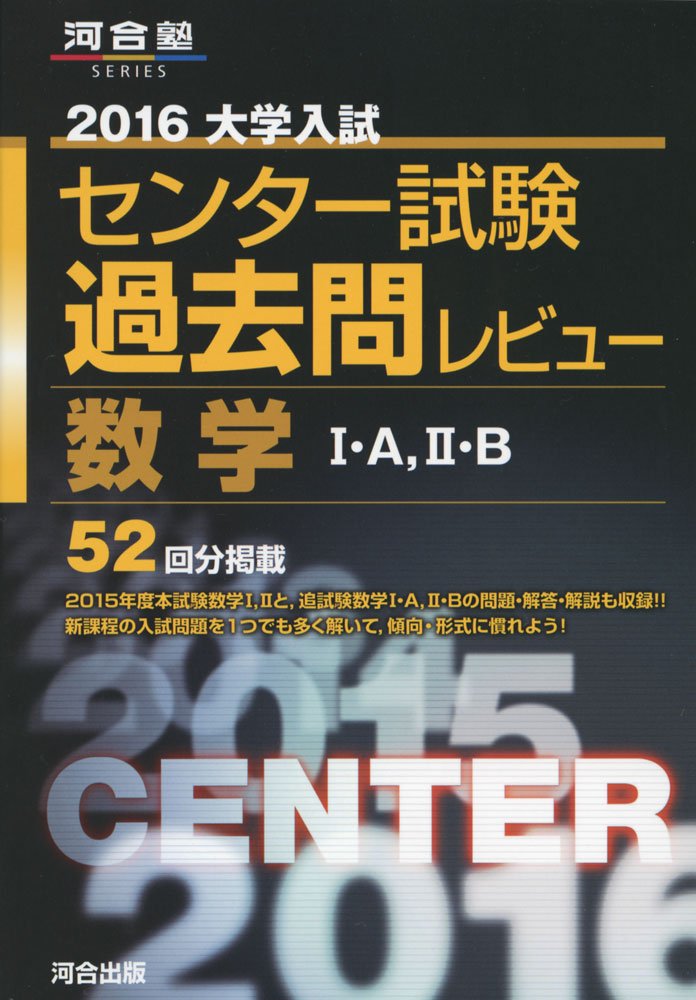 河合塾
SERIES
2016 大学入試
センター試験
過去問レビュー
数学 Ⅰ・A,Ⅱ・B
52回分掲載
2015年度本試験数学Ⅰ,Ⅱと,追試験数学Ⅰ・A,Ⅱ・Bの問題・解答・解説も収録!!
新課程の入試問題を1つでも多く解いて,傾向・形式に慣れよう!
2015
CENTER
2016
河合出版